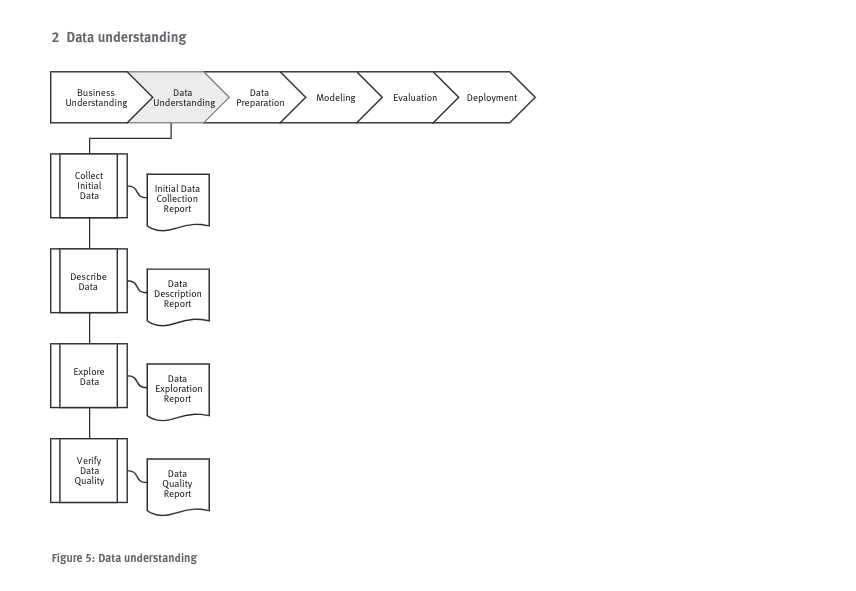 2 Data understanding
Business
Understanding
Data
Understanding
Data
Preparation
Modeling
Evaluation
Deployment
Collect
Initial
Data
Initial Data
Collection
Report
Describe
Data
Data
Description
Report
Explore
Data
Data
Exploration
Report
Verify
Data
Quality
Data
Quality
Report
Figure 5: Data understanding